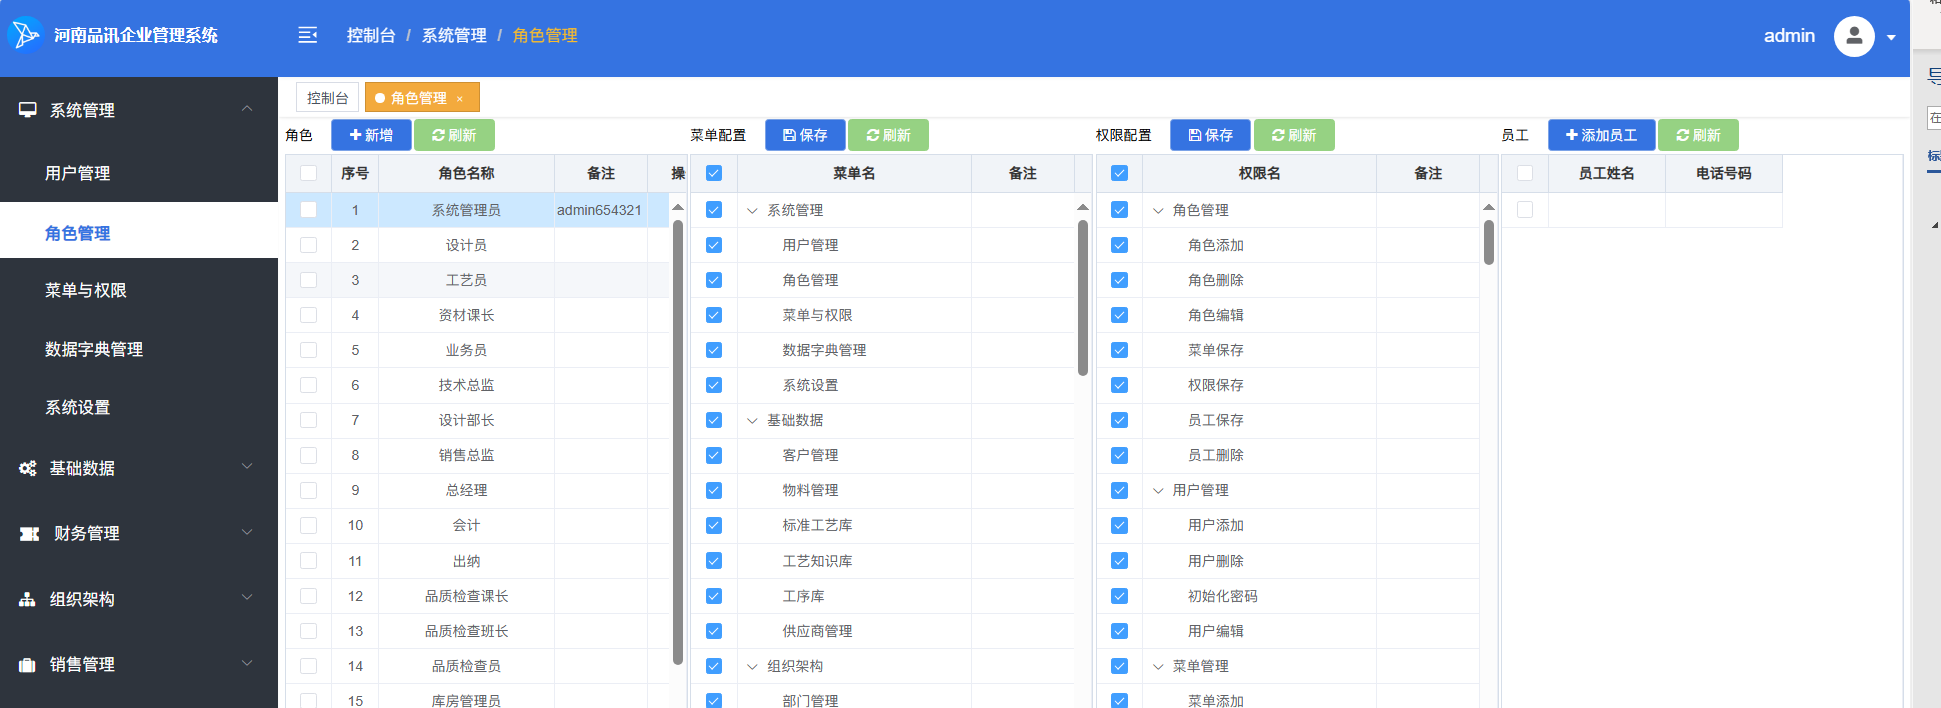 河南品讯企业管理系统
控制台 / 系统管理 / 角色管理
admin
系统管理
用户管理
角色管理
菜单与权限
数据字典管理
系统设置
基础数据
财务管理
组织架构
销售管理
控制台
角色管理 ×
角色 新增 刷新
序号 角色名称 备注 操
1 系统管理员 admin654321
2 设计员
3 工艺员
4 资材课长
5 业务员
6 技术总监
7 设计部长
8 销售总监
9 总经理
10 会计
11 出纳
12 品质检查课长
13 品质检查班长
14 品质检查员
15 库房管理员
菜单配置 保存 刷新
菜单名 备注
系统管理
用户管理
角色管理
菜单与权限
数据字典管理
系统设置
基础数据
客户管理
物料管理
标准工艺库
工艺知识库
工序库
供应商管理
组织架构
部门管理
权限配置 保存 刷新
权限名 备注
角色管理
角色添加
角色删除
角色编辑
菜单保存
权限保存
员工保存
员工删除
用户管理
用户添加
用户删除
初始化密码
用户编辑
菜单管理
菜单添加
员工 添加员工 刷新
员工姓名 电话号码
在
标